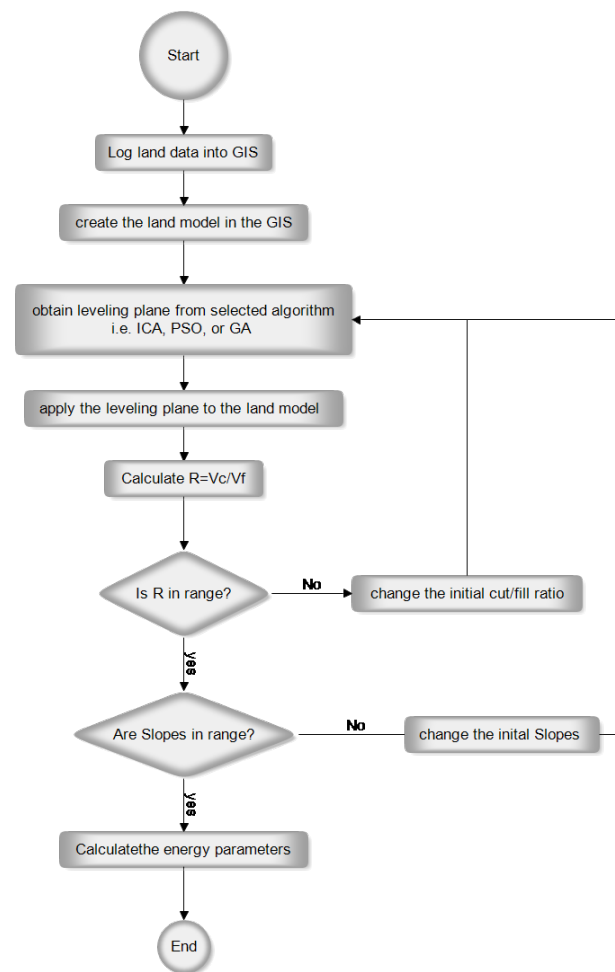 Start
Log land data into GIS
create the land model in the GIS
obtain leveling plane from selected algorithm
i.e. ICA, PSO, or GA
apply the leveling plane to the land model
Calculate R=Vc/Vf
Is R in range?
No
change the initial cut/fill ratio
yes
Are Slopes in range?
No
change the inital Slopes
yes
Calculatethe energy parameters
End